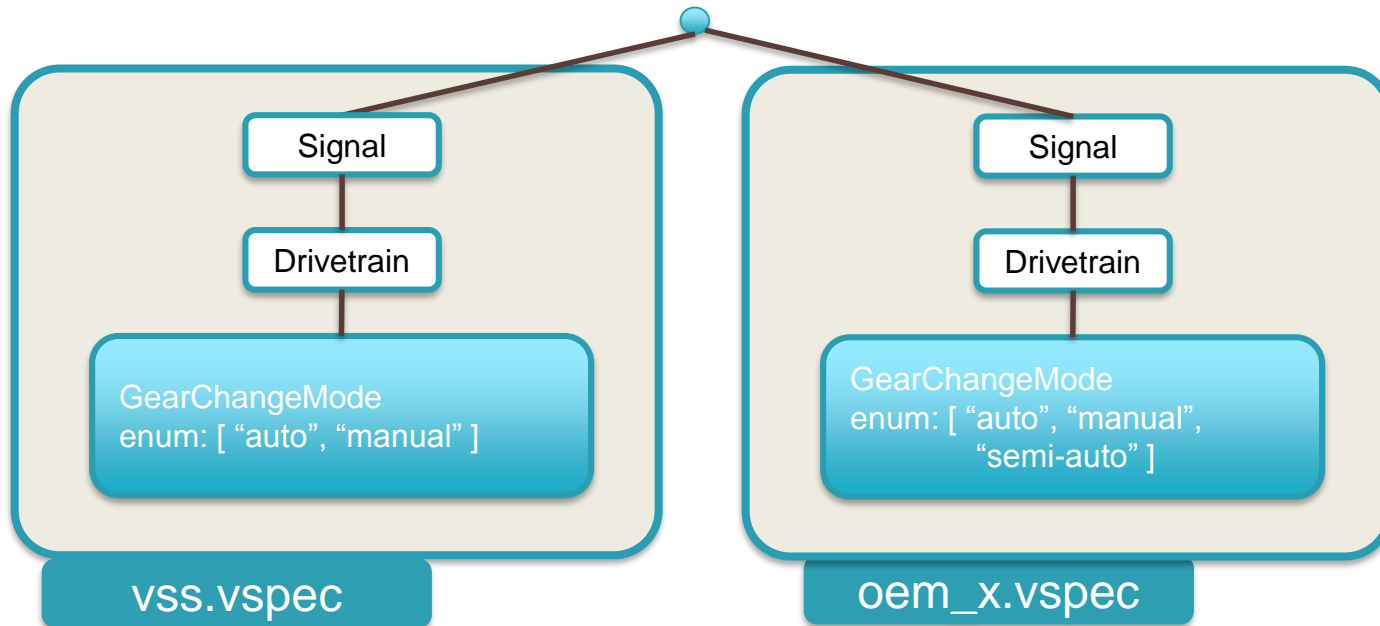 Signal
Drivetrain
GearChangeMode
enum: [ “auto”, “manual” ]
vss.vspec
Signal
Drivetrain
GearChangeMode
enum: [ “auto”, “manual”,
“semi-auto” ]
oem_x.vspec